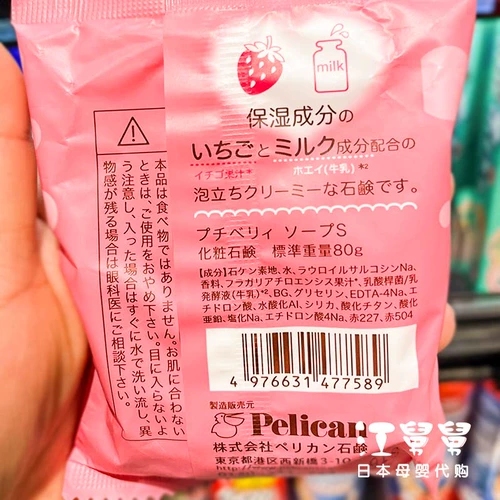 milk
保湿成分の
いちごとミルク成分配合の
イチゴ果汁* ホエイ(牛乳)*2
泡立ちクリーミーな石鹸です。
プチベリィ ソープS
化粧石鹸 標準重量80g
【成分】石ケン素地、水、ラウロイルサルコシンNa、
香料、フラガリアチロエンシス果汁*、乳酸桿菌/乳
発酵液(牛乳)*2、BG、グリセリン、EDTA-4Na、エ
チドロン酸、水酸化Al、シリカ、酸化チタン、酸化
亜鉛、塩化Na、エチドロン酸4Na、赤227、赤504
本品は食べ物ではありません。お肌に合わない
ときは、ご使用をおやめ下さい。目に入らないよ
う注意し、入った場合はすぐに水で洗い流し、異
物感が残る場合は眼科医にご相談下さい。
4 976631 477589
製造販売元
Pelican
株式会社ペリカン石鹸
東京都港区西新橋3-10
http://www
江舅舅
日本母婴代购